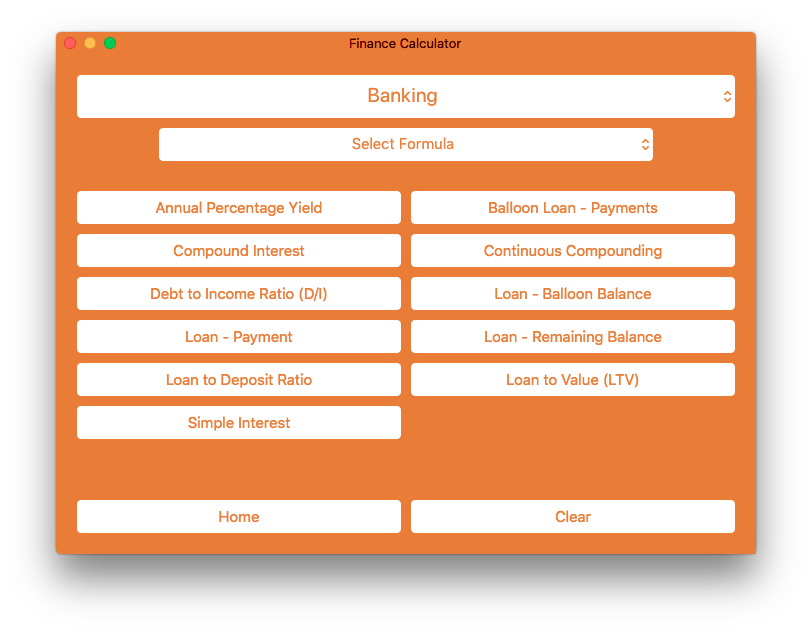 Finance Calculator
Banking
Select Formula
Annual Percentage Yield
Balloon Loan - Payments
Compound Interest
Continuous Compounding
Debt to Income Ratio (D/I)
Loan - Balloon Balance
Loan - Payment
Loan - Remaining Balance
Loan to Deposit Ratio
Loan to Value (LTV)
Simple Interest
Home
Clear